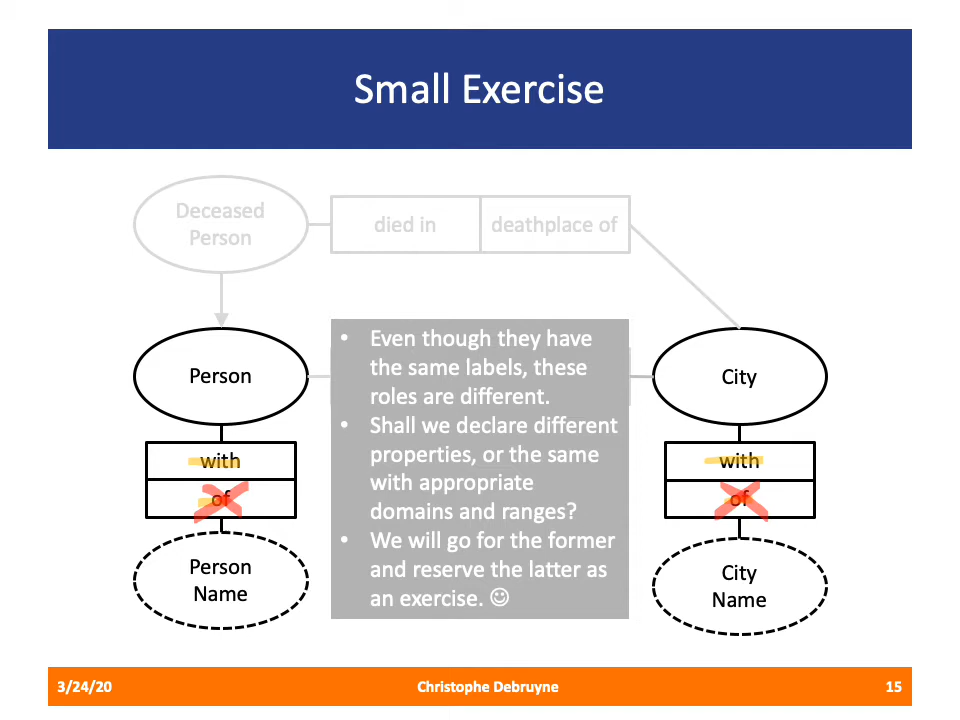 Small Exercise
Deceased
Person
died in
deathplace of
Person
City
• Even though they have
the same labels, these
roles are different.
• Shall we declare different
properties, or the same
with appropriate
domains and ranges?
• We will go for the former
and reserve the latter as
an exercise. ☺
with
of
Person
Name
with
of
City
Name
3/24/20
Christophe Debruyne
15